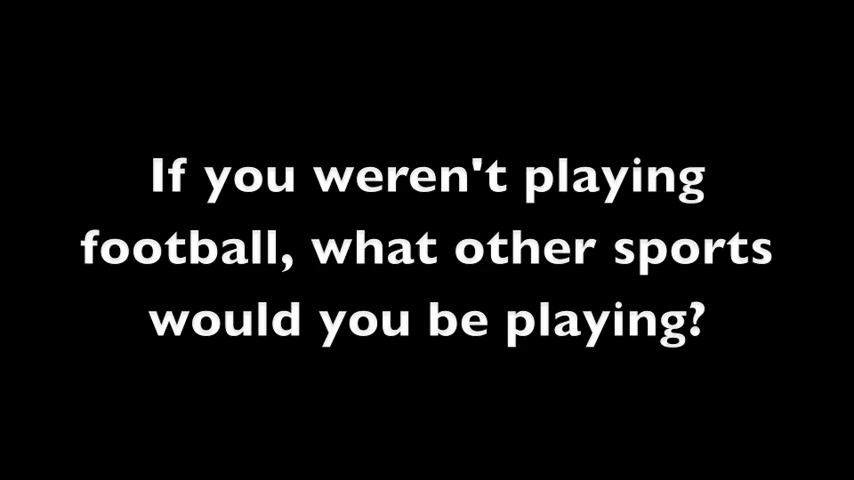 If you weren't playing
football, what other sports
would you be playing?